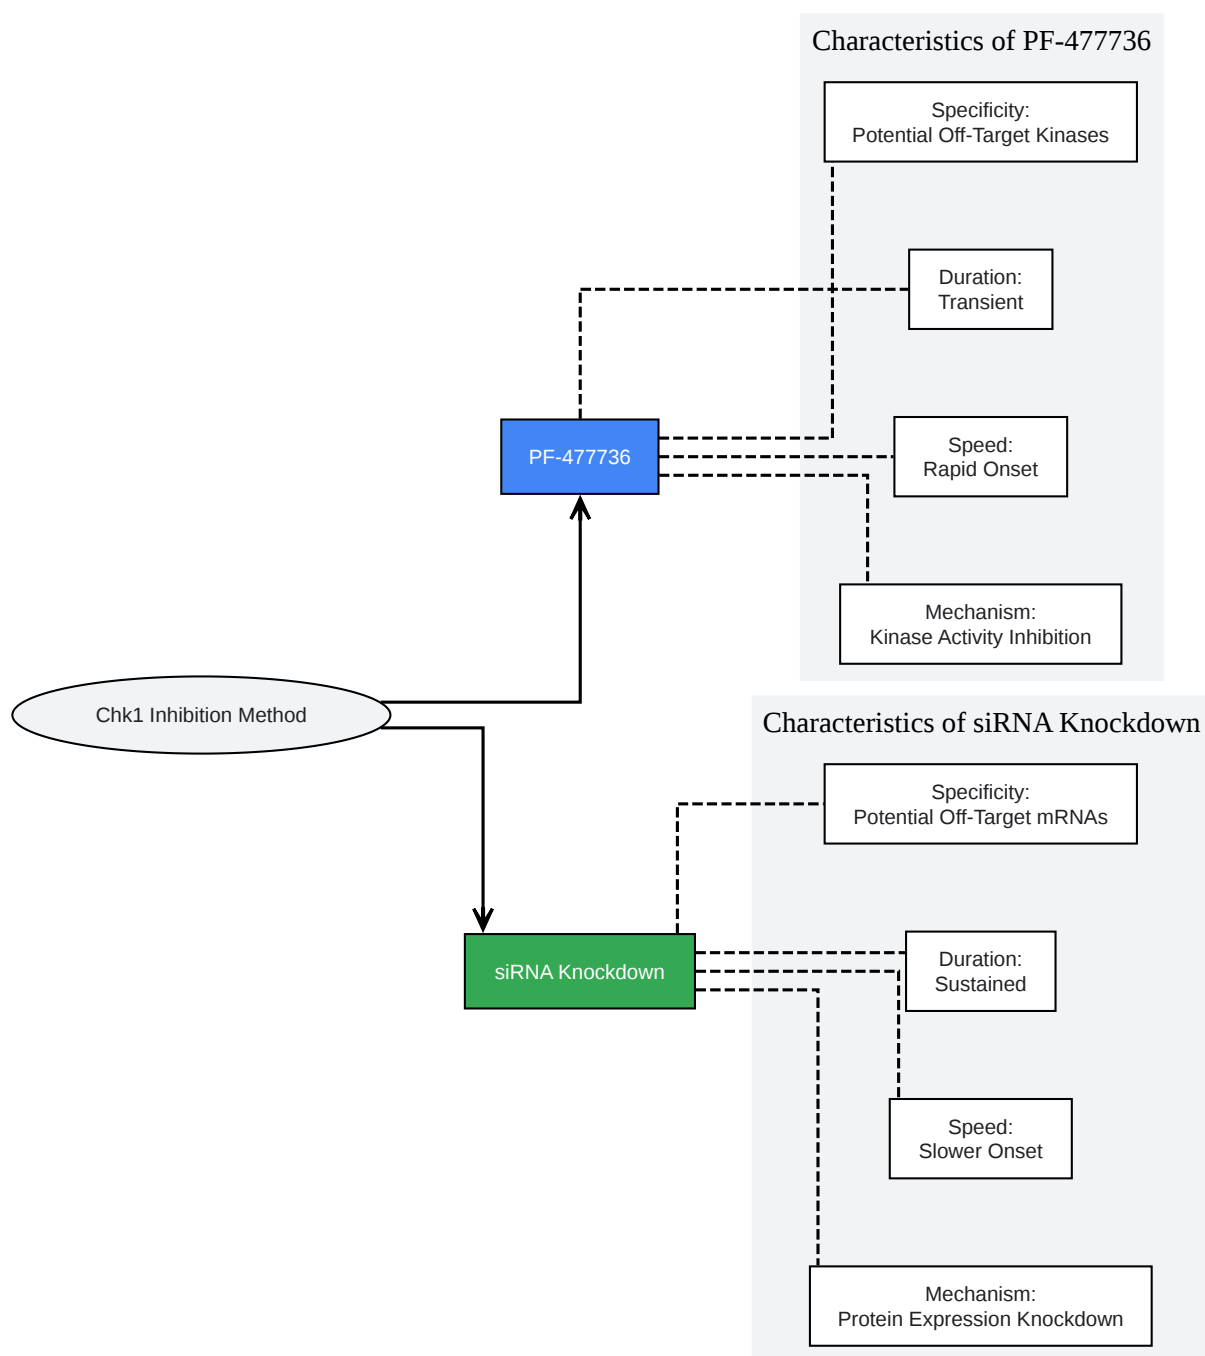 Characteristics of PF-477736
Specificity:
Potential Off-Target Kinases
Duration:
Transient
PF-477736
Speed:
Rapid Onset
Mechanism:
Kinase Activity Inhibition
Chk1 Inhibition Method
Characteristics of siRNA Knockdown
Specificity:
Potential Off-Target mRNAs
siRNA Knockdown
Duration:
Sustained
Speed:
Slower Onset
Mechanism:
Protein Expression Knockdown